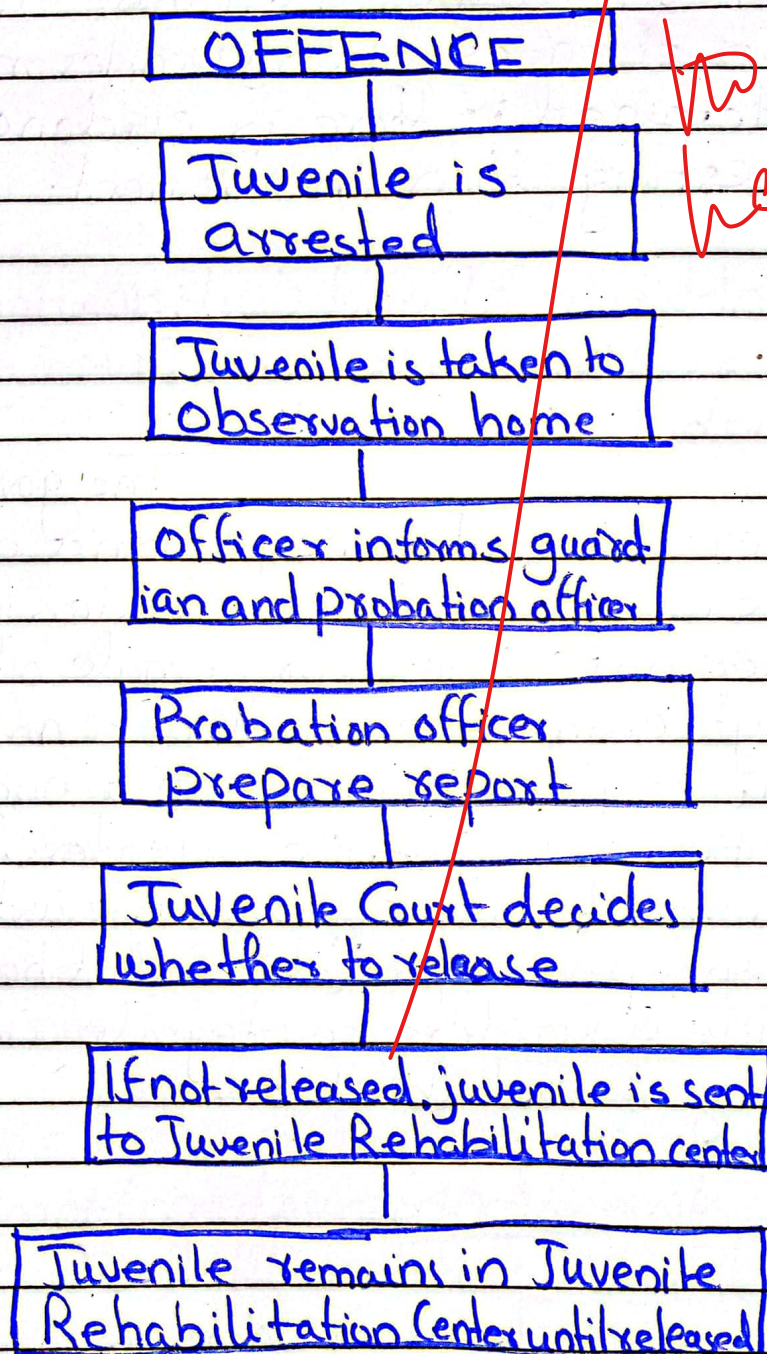 OFFENCE
Juvenile is
arrested
Juvenile is taken to
Observation home
Officer informs guard
ian and probation officer
Probation officer
prepare report
Juvenile Court decides
whether to release
If not released, juvenile is sent
to Juvenile Rehabilitation center
Juvenile remains in Juvenile
Rehabilitation Center until released